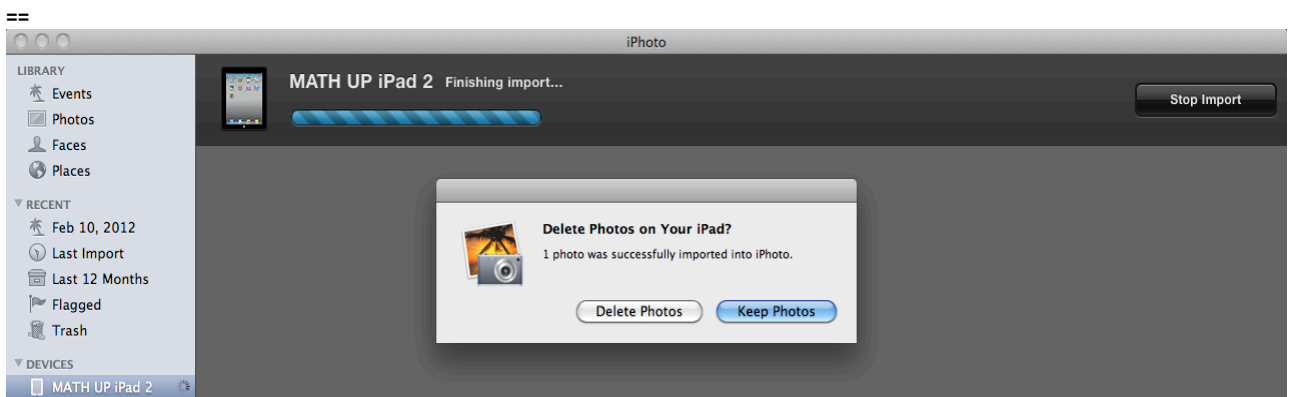 ==
iPhoto
LIBRARY
Events
Photos
Faces
Places
RECENT
Feb 10, 2012
Last Import
Last 12 Months
Flagged
Trash
DEVICES
MATH UP iPad 2
MATH UP iPad 2 Finishing import...
Stop Import
Delete Photos on Your iPad?
1 photo was successfully imported into iPhoto.
Delete Photos
Keep Photos